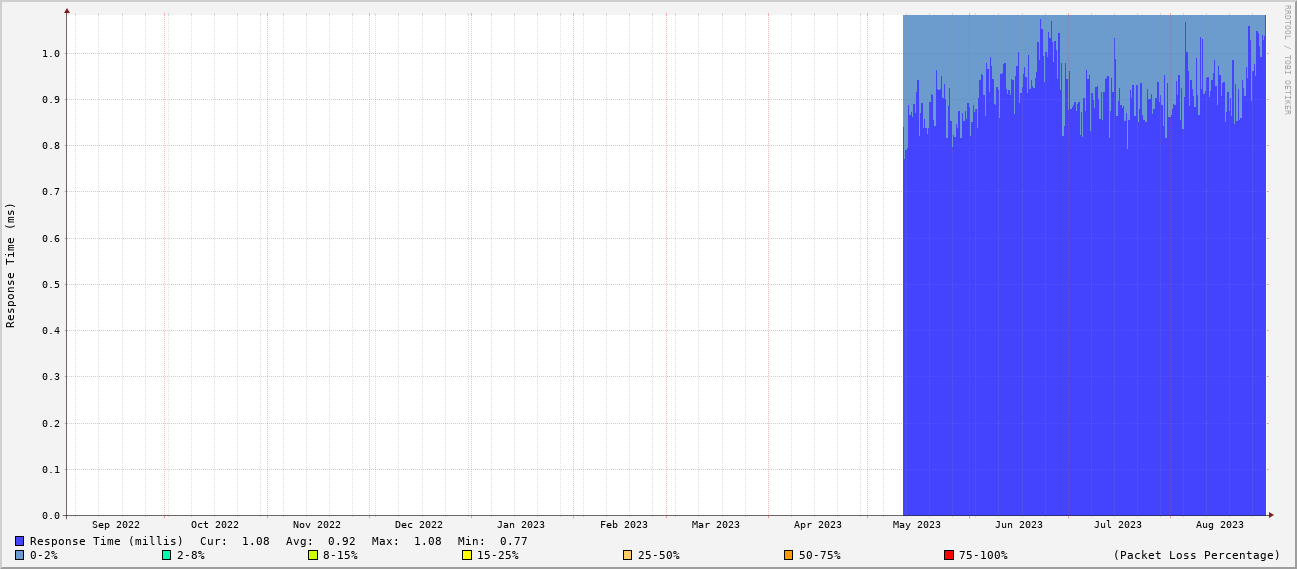 RRDTOOL / TOBI OETIKER
Response Time (ms)
1.0
0.9
0.8
0.7
0.6
0.5
0.4
0.3
0.2
0.1
0.0
Sep 2022 Oct 2022 Nov 2022 Dec 2022 Jan 2023 Feb 2023 Mar 2023 Apr 2023 May 2023 Jun 2023 Jul 2023 Aug 2023
Response Time (millis) Cur: 1.08 Avg: 0.92 Max: 1.08 Min: 0.77
0-2% 2-8% 8-15% 15-25% 25-50% 50-75% 75-100% (Packet Loss Percentage)